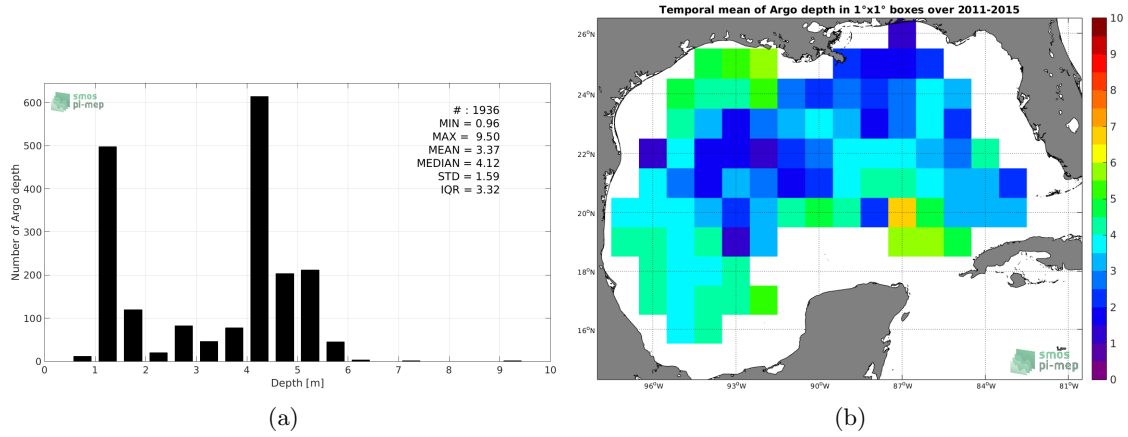 smos
pi-mep
# : 1936
MIN = 0.96
MAX = 9.50
MEAN = 3.37
MEDIAN = 4.12
STD = 1.59
IQR = 3.32
Number of Argo depth
600
500
400
300
200
100
0
0 1 2 3 4 5 6 7 8 9 10
Depth [m]
(a)
Temporal mean of Argo depth in 1°x1° boxes over 2011-2015
26°N
24°N
22°N
20°N
18°N
16°N
96°W 93°W 90°W 87°W 84°W 81°W
10
9
8
7
6
5
4
3
2
1
0
smos
pi-mep
(b)